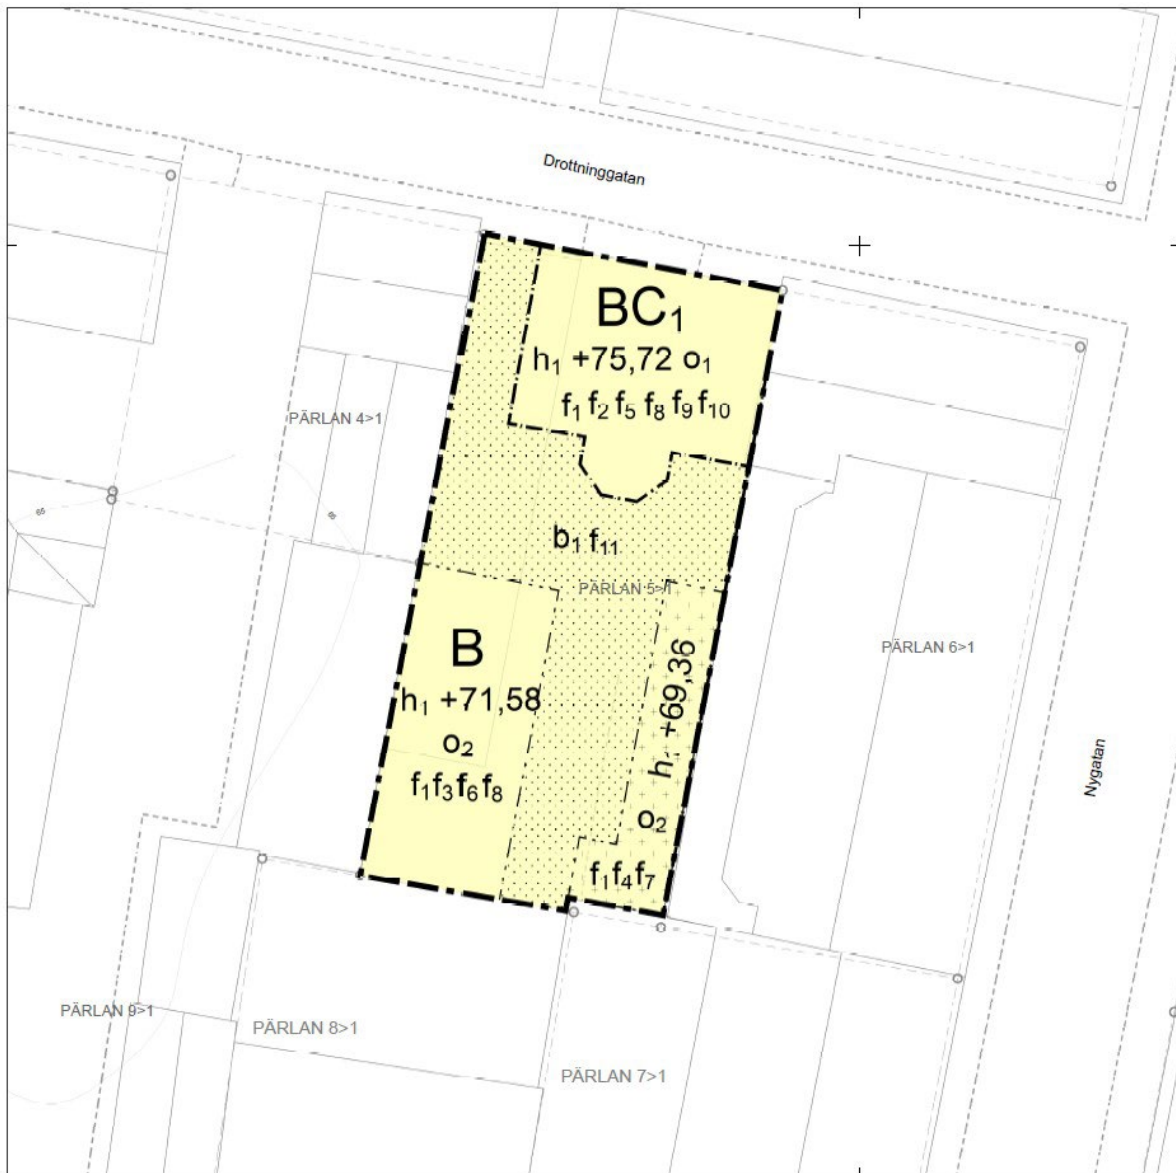 Drottninggatan
BC₁
h₁ +75,72 o₁
f₁ f₂ f₅ f₈ f₉ f₁₀
PÄRLAN 4>1
65
b₁ f₁₁
PÄRLAN 5>1
PÄRLAN 6>1
B
h₁ +71,58
o₂
f₁f₃f₆f₈
h₁ +69,36
o₂
f₁f₄f₇
Nygatan
PÄRLAN 9>1
PÄRLAN 8>1
PÄRLAN 7>1